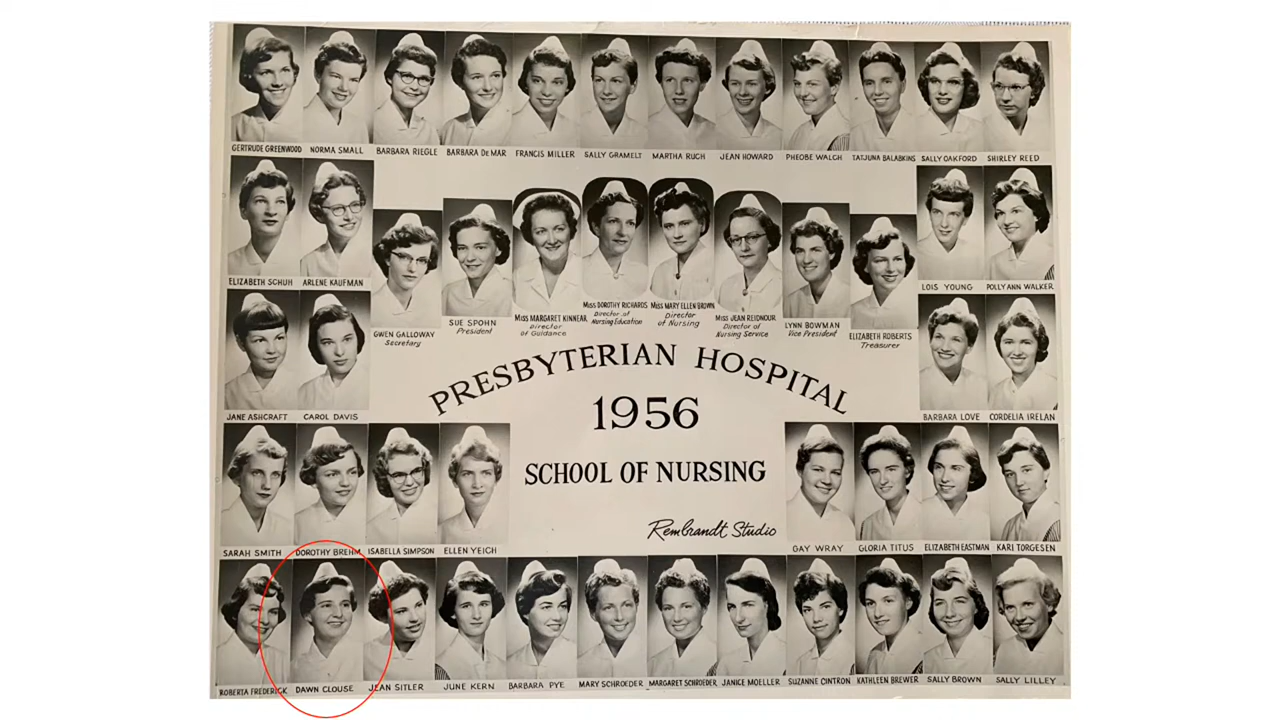 GERTRUDE GREENWOOD NORMA SMALL BARBARA RIEGLE BARBARA DEMAR FRANCIS MILLER SALLY GRAMELT MARTHA RUCH JEAN HOWARD PHEOBE WALCH TATJUNA BALABKINS SALLY OAKFORD SHIRLEY REED
ELIZABETH SCHUH ARLENE KAUFMAN
LOIS YOUNG POLLY ANN WALKER
GWEN GALLOWAY
Secretary
SUE SPOHN
President
MISS MARGARET KINNEAR
Director
of Guidance
MISS DOROTHY RICHARDS
Director of
Nursing Education
MISS MARY ELLEN BROWN
Director
of Nursing
MISS JEAN REIDNOUR
Director of
Nursing Service
LYNN BOWMAN
Vice President
ELIZABETH ROBERTS
Treasurer
JANE ASHCRAFT CAROL DAVIS
BARBARA LOVE CORDELIA IRELAN
PRESBYTERIAN HOSPITAL
1956
SCHOOL OF NURSING
Rembrandt Studio
SARAH SMITH DOROTHY BREHM ISABELLA SIMPSON ELLEN YEICH
GAY WRAY GLORIA TITUS ELIZABETH EASTMAN KARI TORGESEN
ROBERTA FREDERICK DAWN CLOUSE JEAN SITLER JUNE KERN BARBARA PYE MARY SCHROEDER MARGARET SCHROEDER JANICE MOELLER SUZANNE CINTRON KATHLEEN BREWER SALLY BROWN SALLY LILLEY